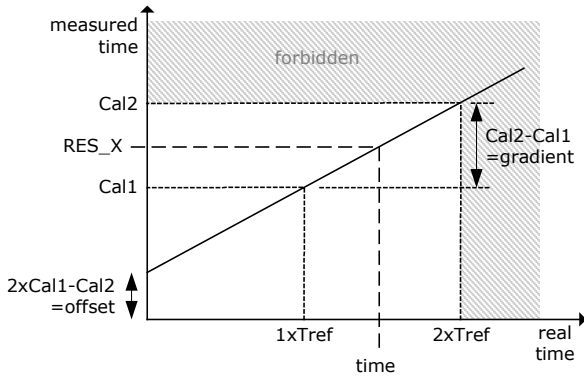 measured
time
forbidden
Cal2
Cal2-Cal1
=gradient
RES_X
Cal1
2xCal1-Cal2
=offset
1xTref
2xTref
real
time
time